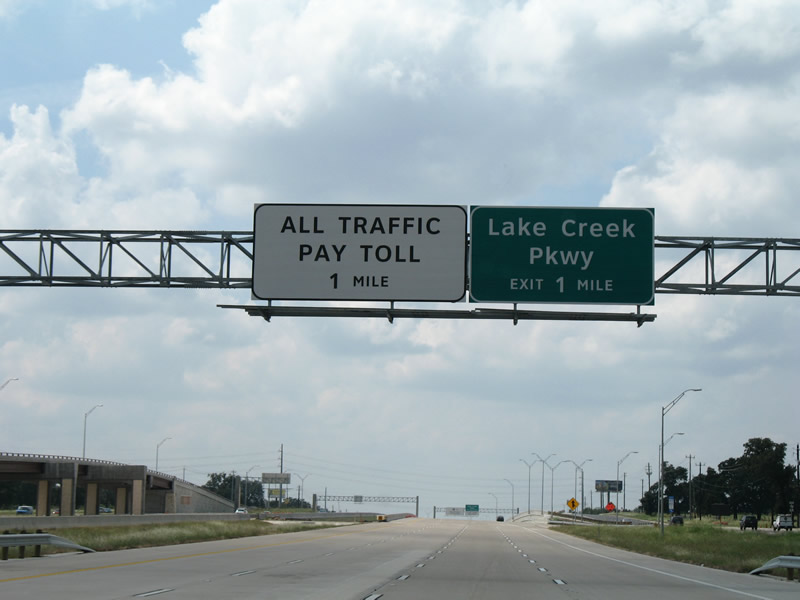 ALL TRAFFIC
PAY TOLL
1 MILE
Lake Creek
Pkwy
EXIT 1 MILE